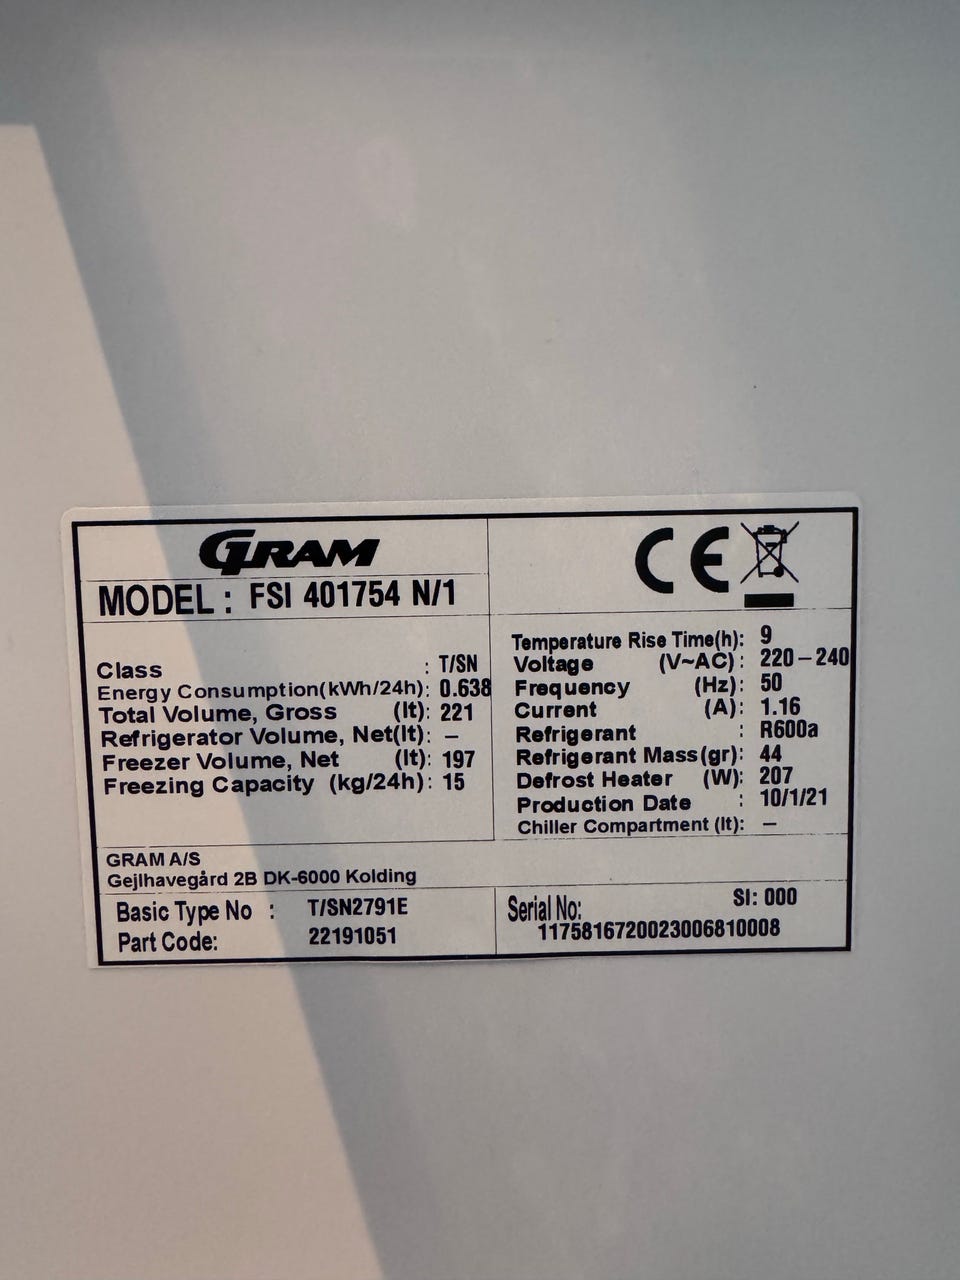 GRAM
MODEL : FSI 401754 N/1
CE
Class : T/SN
Energy Consumption(kWh/24h): 0.638
Total Volume, Gross (lt): 221
Refrigerator Volume, Net(lt): –
Freezer Volume, Net (lt): 197
Freezing Capacity (kg/24h): 15
Temperature Rise Time(h): 9
Voltage (V~AC): 220–240
Frequency (Hz): 50
Current (A): 1.16
Refrigerant : R600a
Refrigerant Mass(gr): 44
Defrost Heater (W): 207
Production Date : 10/1/21
Chiller Compartment (lt): –
GRAM A/S
Gejlhavegård 2B DK-6000 Kolding
Basic Type No : T/SN2791E
Part Code: 22191051
SI: 000
Serial No:
1175816720023006810008